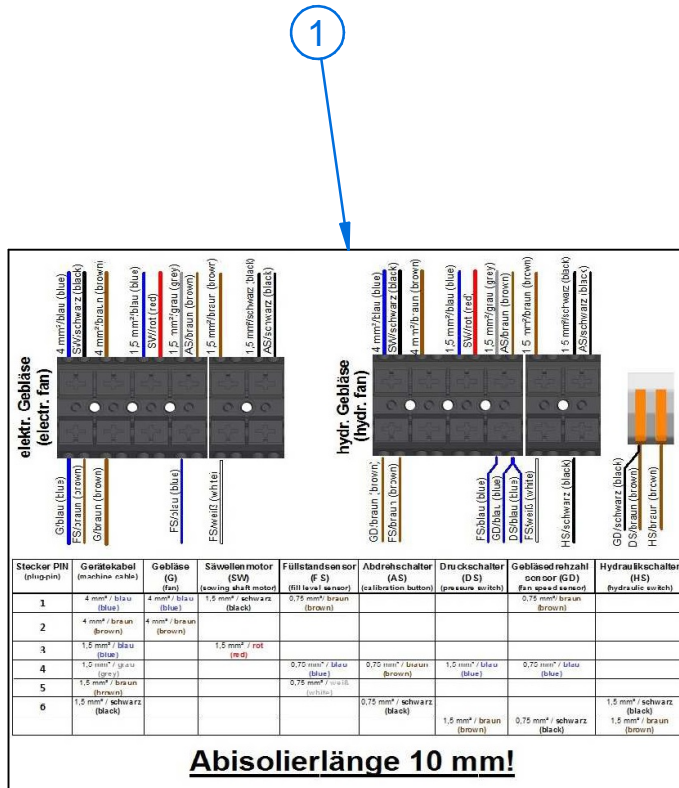 1
elektr. Gebläse
(electr. fan)
4 mm²/blau (blue)
SW/schwarz (black)
4 mm²/braun (brown)
1,5 mm²/blau (blue)
SW/rot (red)
1,5 mm²/grau (grey)
AS/braun (brown)
1,5 mm²/braun (brown)
1,5mm²/schwarz (black)
AS/schwarz (black)
G/blau (blue)
FS/braun (brown)
G/braun (brown)
FS/blau (blue)
FS/weiß (white)
hydr. Gebläse
(hydr. fan)
4 mm²/blau (blue)
SW/schwarz (black)
4 mm²/braun (brown)
1,5 mm²/blau (blue)
SW/rot (red)
1,5 mm²/grau (grey)
AS/braun (brown)
1,5 mm²/braun (brown)
1,5 mm²/schwarz (black)
AS/schwarz (black)
GD/braun (brown)
FS/braun (brown)
FS/blau (blue)
GD/blau (blue)
DS/blau (blue)
FS/weiß (white)
HS/schwarz (black)
GD/schwarz (black)
DS/braun (brown)
HS/braun (brown)
Stecker PIN Gerätekabel Gebläse Säwellenmotor Füllstandsensor Abdrehschalter Druckschalter Gebläsedrehzahl Hydraulikschalter
(plug-pin) (machine cable) (G) (SW) (FS) (AS) (DS) sensor (GD) (HS)
(fan) (sowing shaft motor) (fill level sensor) (calibration button) (pressure switch) (fan speed sensor) (hydraulic switch)
1 4 mm² / blau 4 mm² / blau 1,5 mm² / schwarz 0,75 mm² / braun 0,75 mm² / braun
(blue) (blue) (black) (brown) (brown)
2 4 mm² / braun 4 mm² / braun
(brown) (brown)
3 1,5 mm² / blau 1,5 mm² / rot
(blue) (red)
4 1,5 mm² / grau 0,75 mm² / blau 0,75 mm² / braun 1,5 mm² / blau 0,75 mm² / blau
(grey) (blue) (brown) (blue) (blue)
5 1,5 mm² / braun 0,75 mm² / weiß
(brown) (white)
6 1,5 mm² / schwarz 0,75 mm² / schwarz 1,5 mm² / schwarz
(black) (black) (black)
1,5 mm² / braun 0,75 mm² / schwarz 1,5 mm² / braun
(brown) (black) (brown)
Abisolierlänge 10 mm!